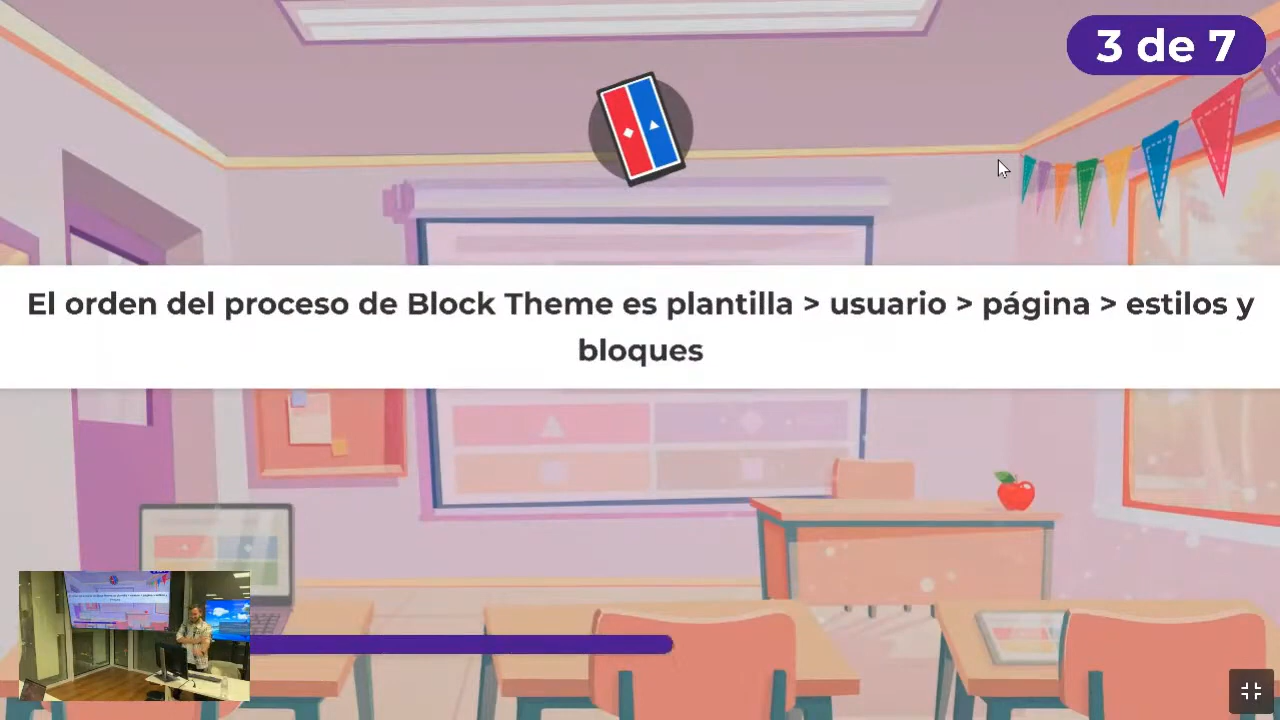 3 de 7
El orden del proceso de Block Theme es plantilla > usuario > página > estilos y
bloques